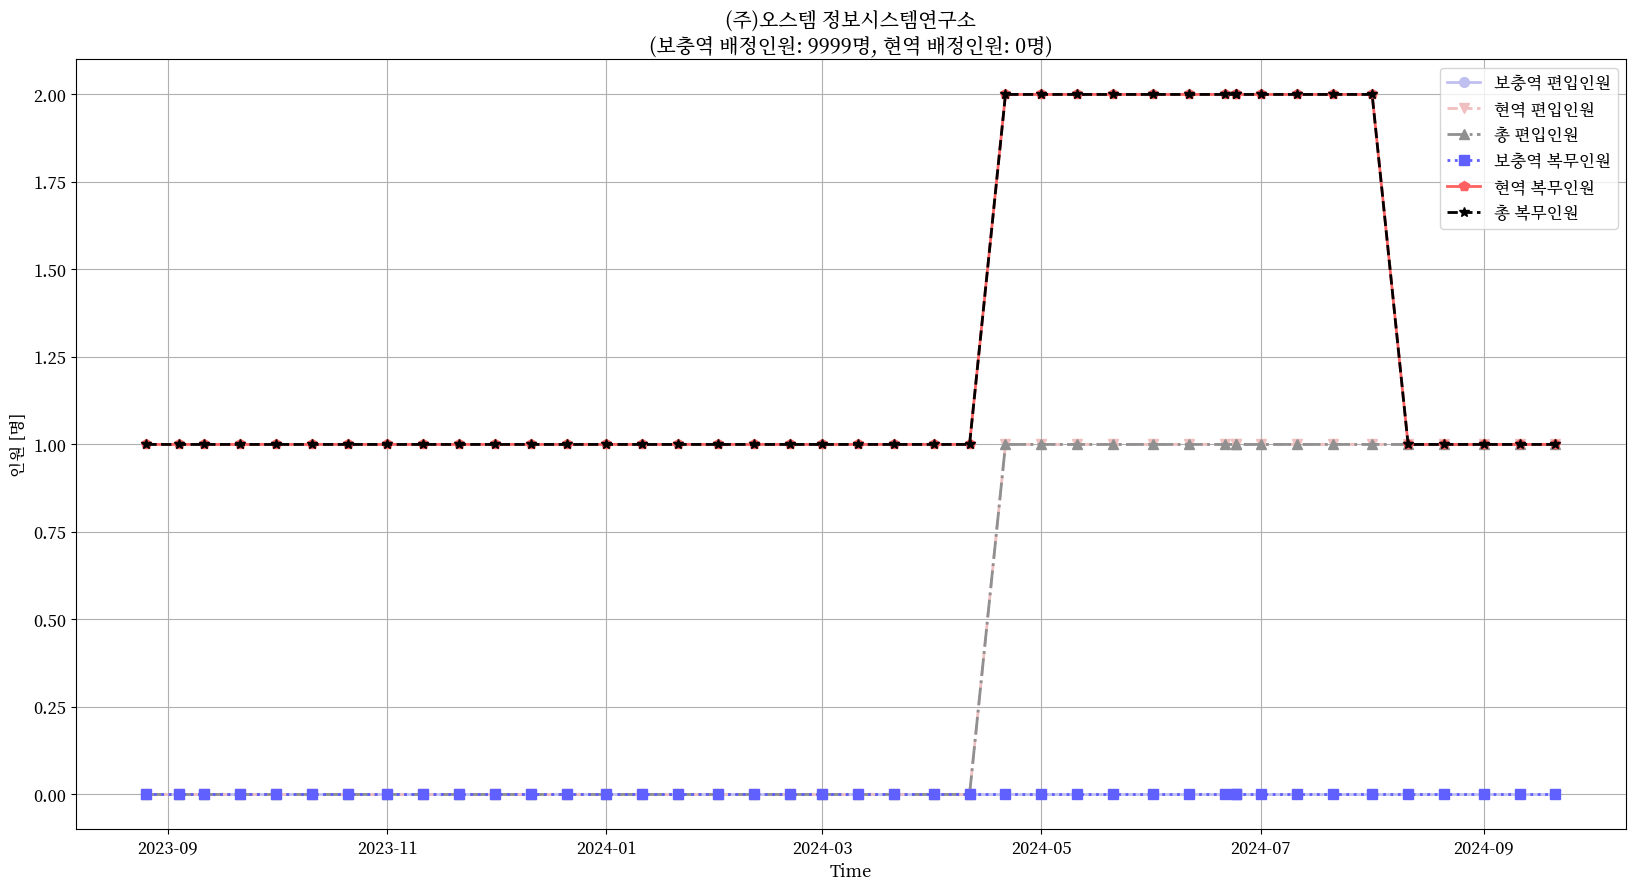 (주)오스템 정보시스템연구소
(보충역 배정인원: 9999명, 현역 배정인원: 0명)
보충역 편입인원
현역 편입인원
총 편입인원
보충역 복무인원
현역 복무인원
총 복무인원
인원 [명]
2.00
1.75
1.50
1.25
1.00
0.75
0.50
0.25
0.00
2023-09 2023-11 2024-01 2024-03 2024-05 2024-07 2024-09
Time